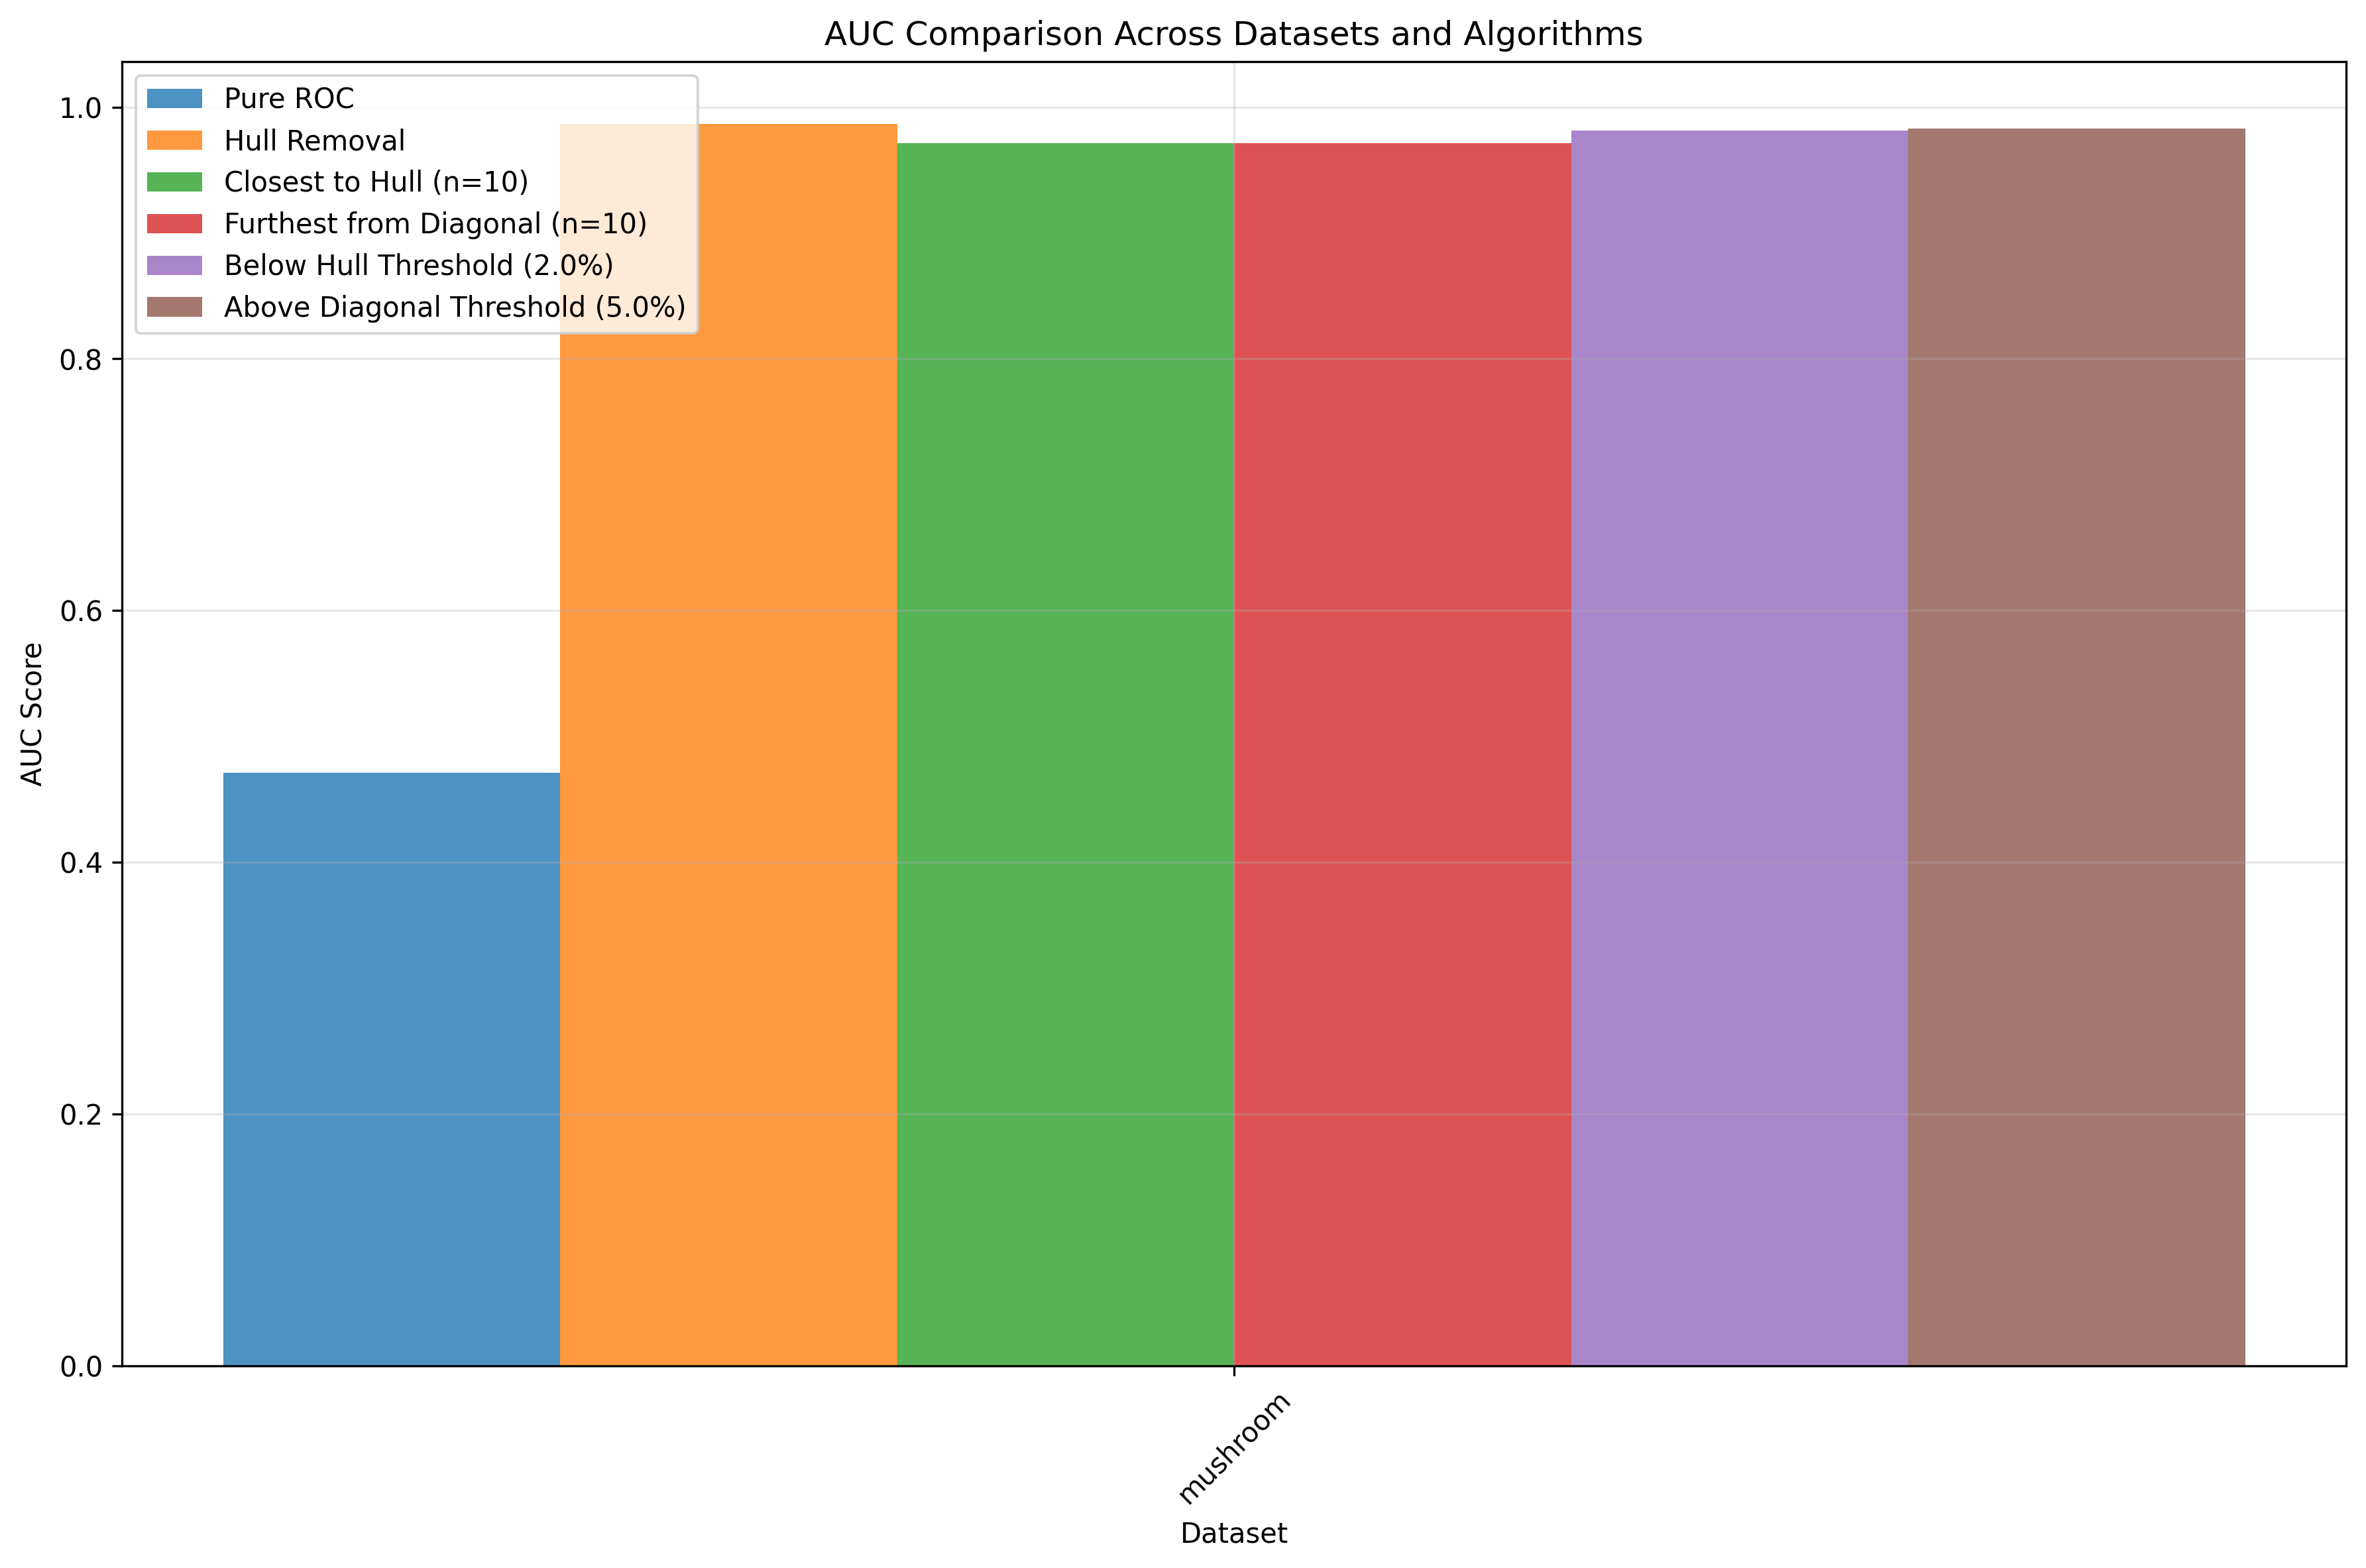 AUC Comparison Across Datasets and Algorithms
Pure ROC
Hull Removal
Closest to Hull (n=10)
Furthest from Diagonal (n=10)
Below Hull Threshold (2.0%)
Above Diagonal Threshold (5.0%)
1.0
0.8
0.6
0.4
0.2
0.0
AUC Score
mushroom
Dataset